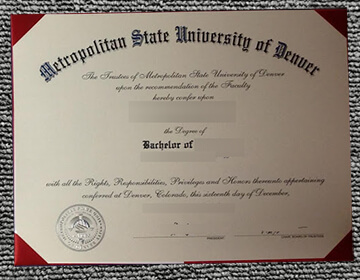 Metropolitan State University of Denver
The Trustees of Metropolitan State University of Denver
upon the recommendation of the Faculty
hereby confer upon
the Degree of
Bachelor of
with all the Rights, Responsibilities, Privileges and Honors thereunto appertaining
conferred at Denver, Colorado, this sixteenth day of December,